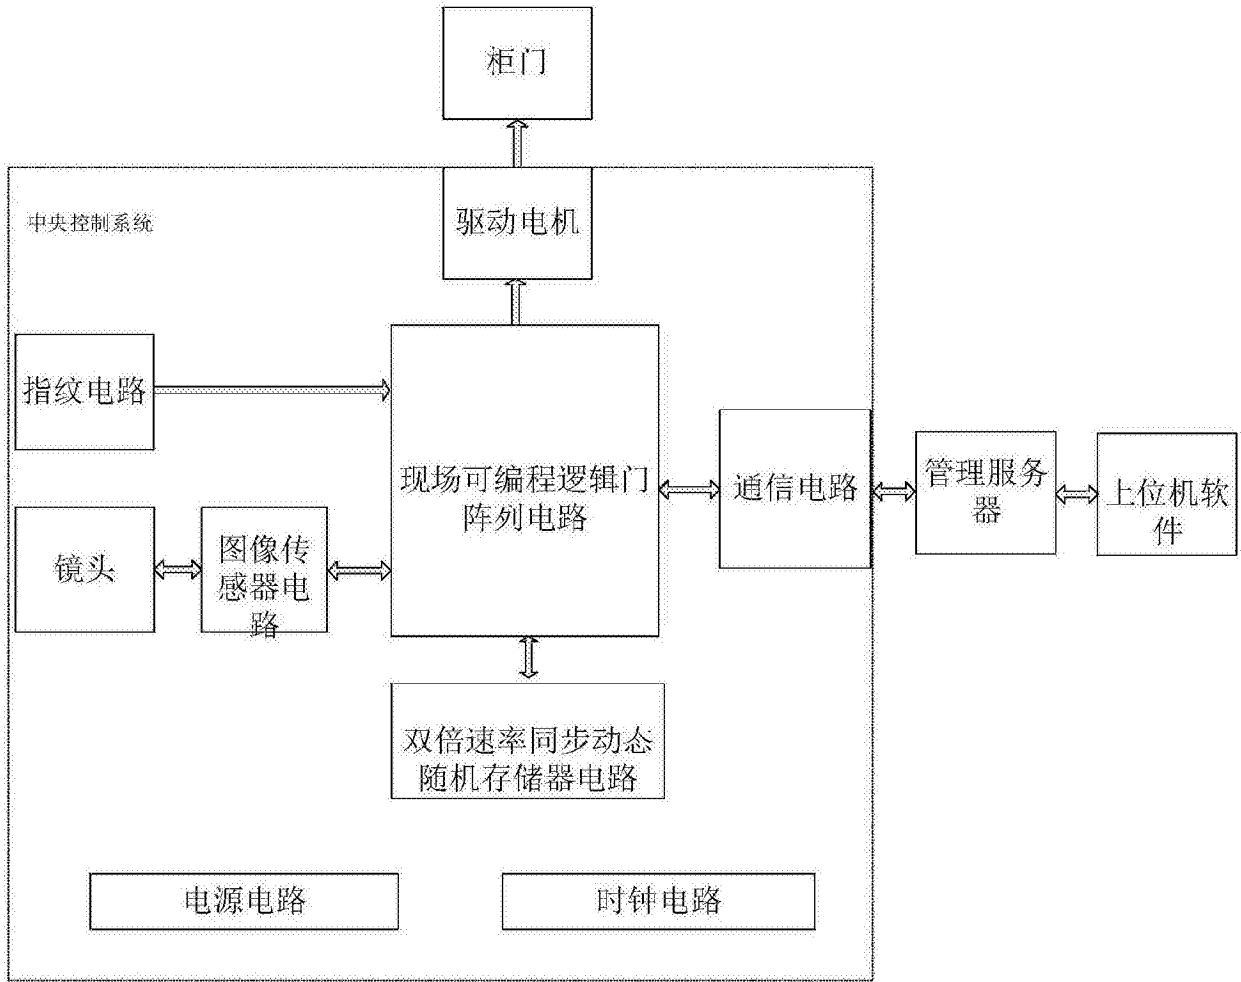 柜门
中央控制系统
驱动电机
指纹电路
现场可编程逻辑门
阵列电路
通信电路
管理服务
器
上位机软
件
镜头
图像传
感器电
路
双倍速率同步动态
随机存储器电路
电源电路
时钟电路